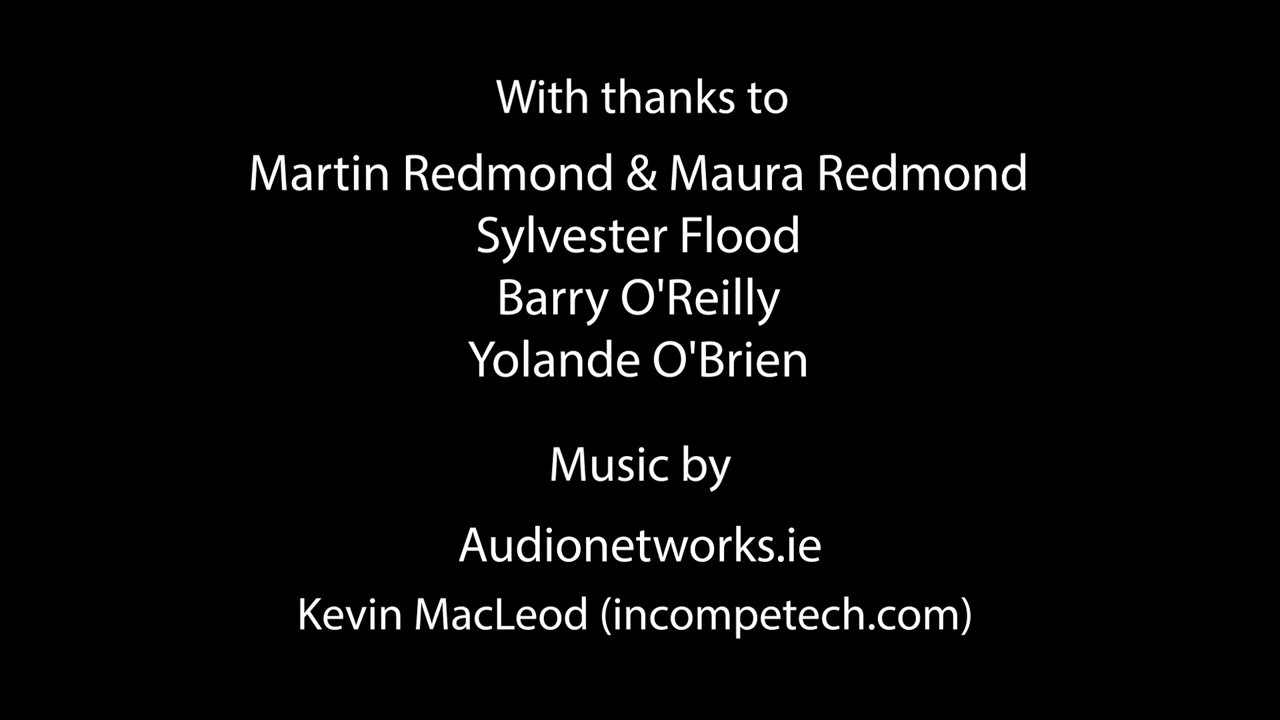 With thanks to
Martin Redmond & Maura Redmond
Sylvester Flood
Barry O'Reilly
Yolande O'Brien
Music by
Audionetworks.ie
Kevin MacLeod (incompetech.com)